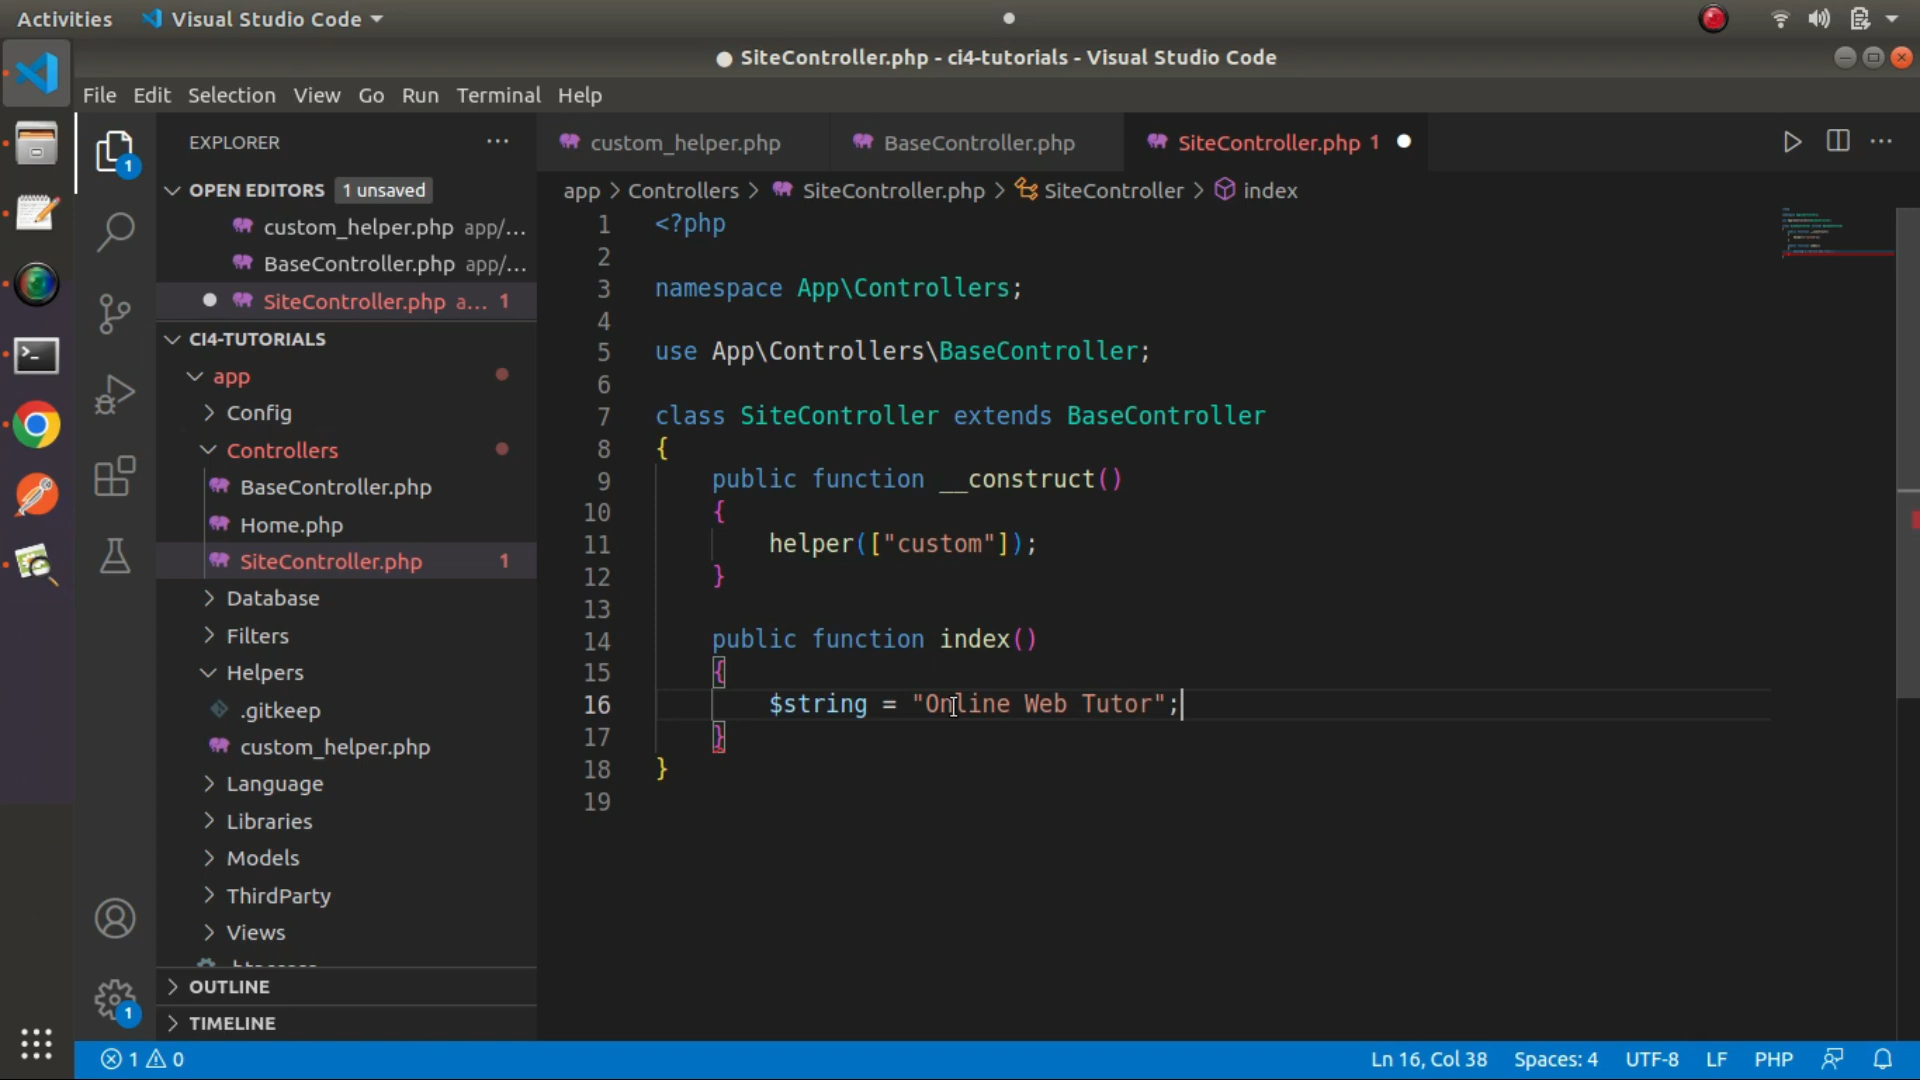 Activities Visual Studio Code
SiteController.php - ci4-tutorials - Visual Studio Code
File Edit Selection View Go Run Terminal Help
EXPLORER
OPEN EDITORS 1 unsaved
custom_helper.php app/...
BaseController.php app/...
SiteController.php a... 1
CI4-TUTORIALS
app
Config
Controllers
BaseController.php
Home.php
SiteController.php 1
Database
Filters
Helpers
.gitkeep
custom_helper.php
Language
Libraries
Models
ThirdParty
Views
OUTLINE
TIMELINE
1
1
custom_helper.php BaseController.php SiteController.php 1
app > Controllers > SiteController.php > SiteController > index
1 <?php
2
3 namespace App\Controllers;
4
5 use App\Controllers\BaseController;
6
7 class SiteController extends BaseController
8 {
9 public function __construct()
10 {
11 helper(["custom"]);
12 }
13
14 public function index()
15 {
16 $string = "Online Web Tutor";
17 }
18 }
19
1 0 Ln 16, Col 38 Spaces: 4 UTF-8 LF PHP